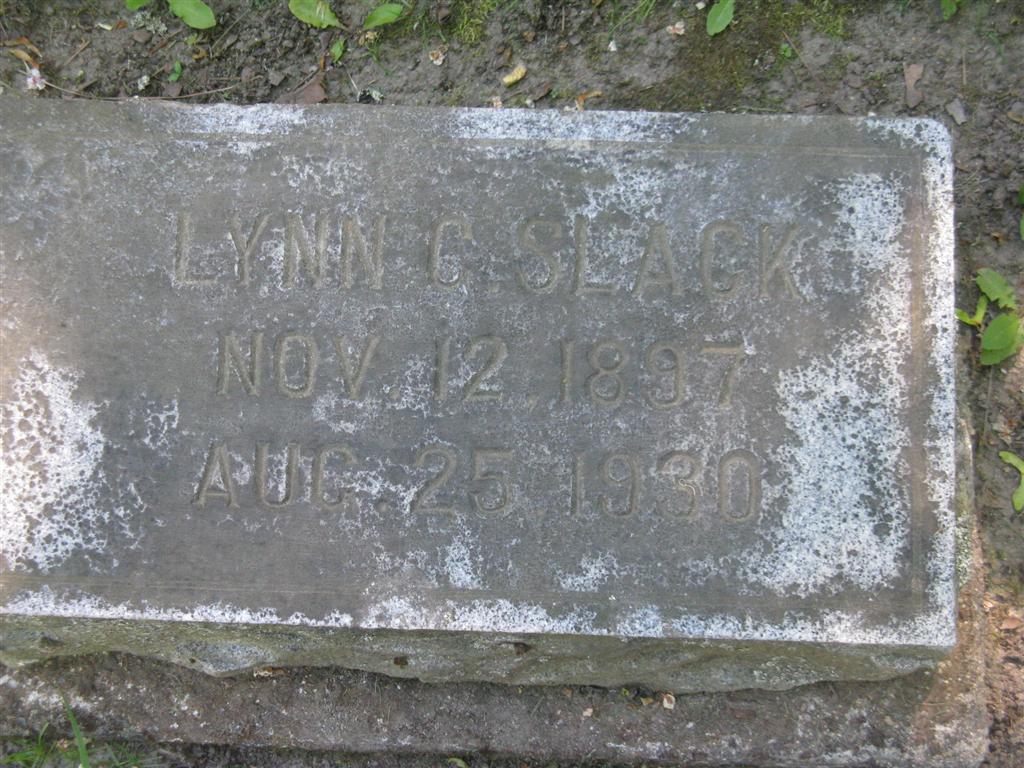 LYNN C. SLACK
NOV. 12, 1897
AUG. 25, 1930